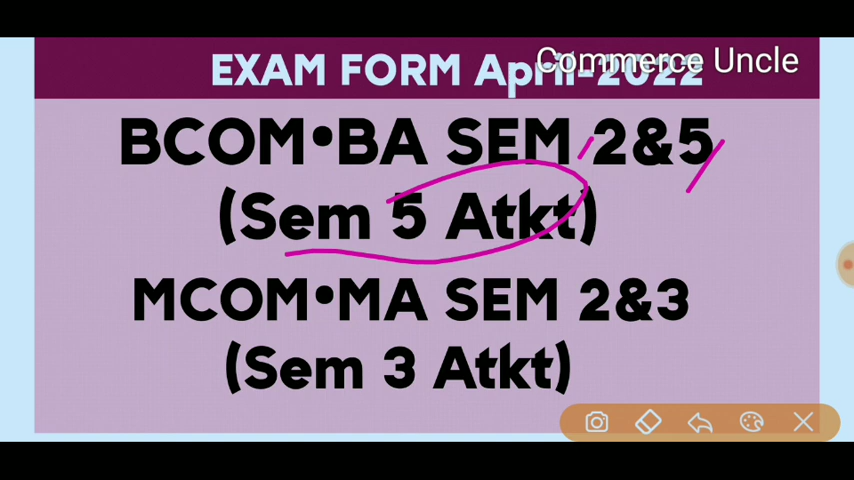 EXAM FORM April-2022
Commerce Uncle
BCOM•BA SEM 2&5
(Sem 5 Atkt)
MCOM•MA SEM 2&3
(Sem 3 Atkt)